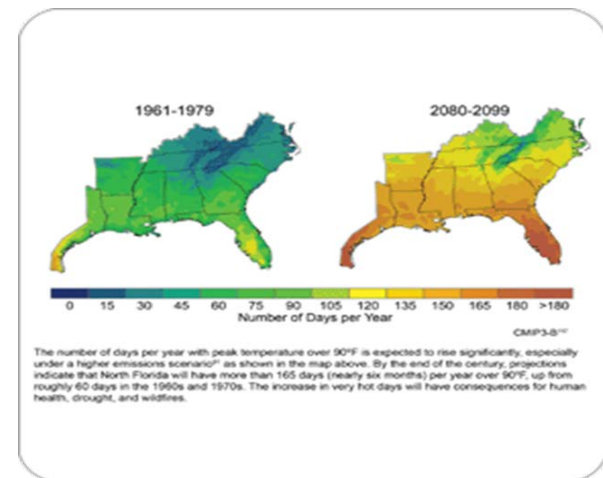 1961-1979
2080-2099
0 15 30 45 60 75 90 105 120 135 150 165 180 >180
Number of Days per Year
CMIP3-B
The number of days per year with peak temperature over 90ºF is expected to rise significantly, especially
under a higher emissions scenario as shown in the map above. By the end of the century, projections
indicate that North Florida will have more than 165 days (nearly six months) per year over 90ºF, up from
roughly 60 days in the 1960s and 1970s. The increase in very hot days will have consequences for human
health, drought, and wildfires.